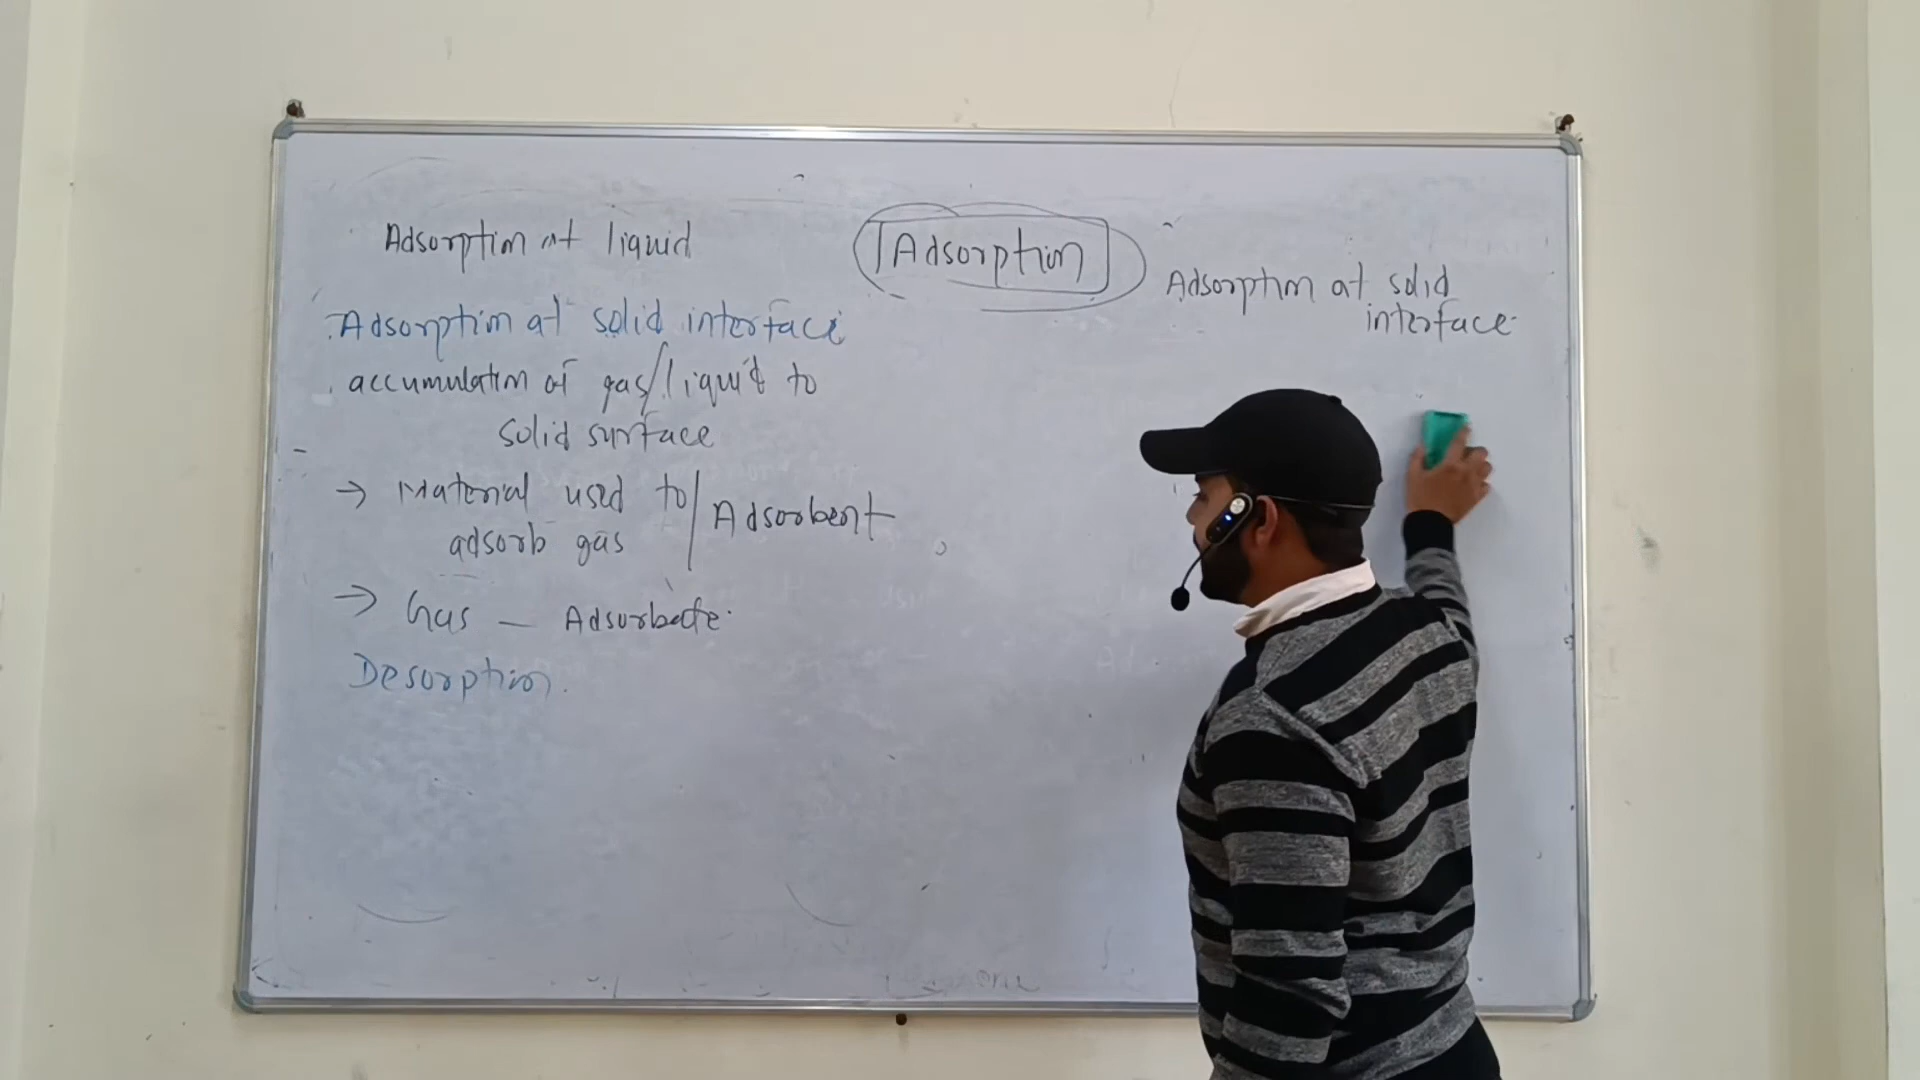 Adsorption at liquid
Adsorption
Adsorption at solid
interface
Adsorption at solid interface
accumulation of gas/liquid to
solid surface
→ Material used to / Adsorbent
adsorb gas
→ Gas — Adsorbate
Desorption.